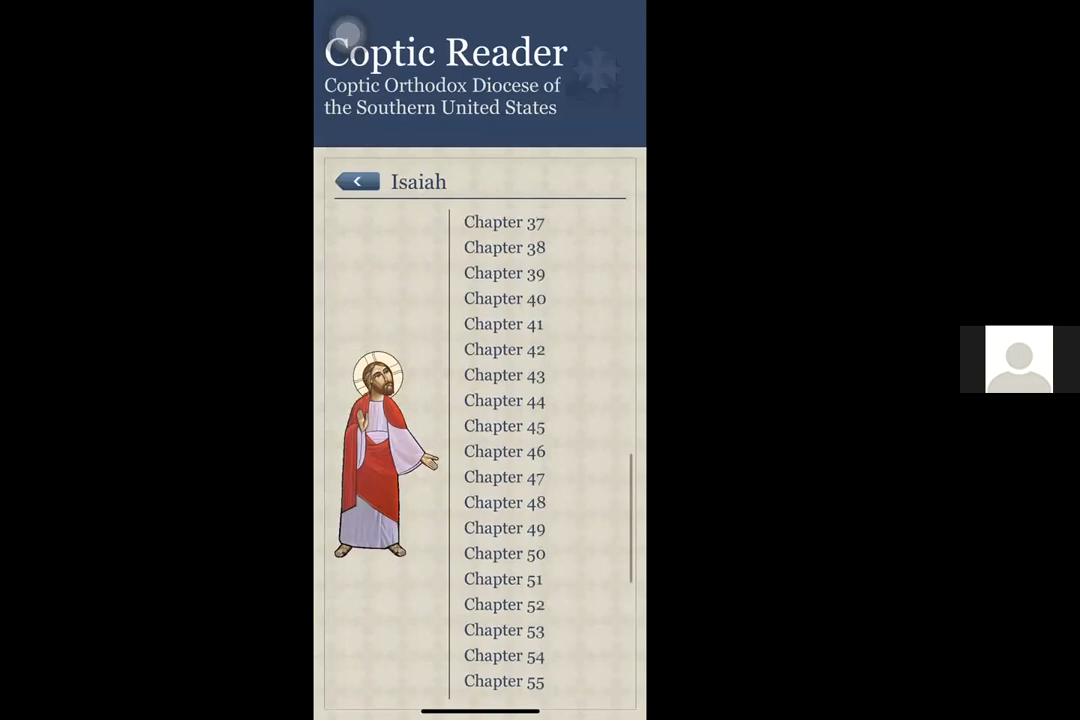 Coptic Reader
Coptic Orthodox Diocese of
the Southern United States
Isaiah
Chapter 37
Chapter 38
Chapter 39
Chapter 40
Chapter 41
Chapter 42
Chapter 43
Chapter 44
Chapter 45
Chapter 46
Chapter 47
Chapter 48
Chapter 49
Chapter 50
Chapter 51
Chapter 52
Chapter 53
Chapter 54
Chapter 55